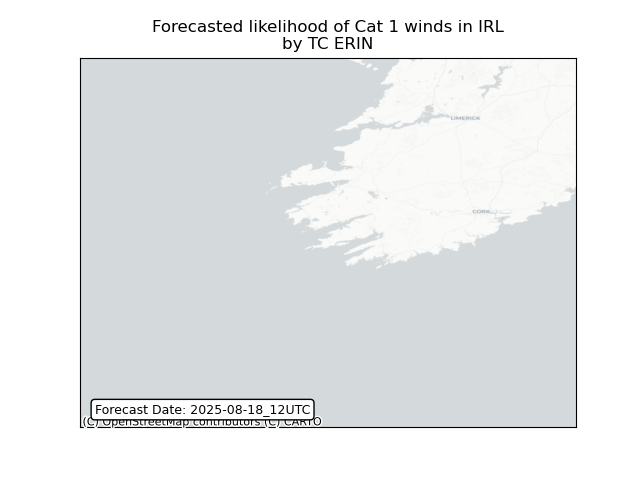 Forecasted likelihood of Cat 1 winds in IRL
by TC ERIN
LIMERICK
CORK
Forecast Date: 2025-08-18_12UTC
(C) OpenStreetMap contributors (C) CARTO